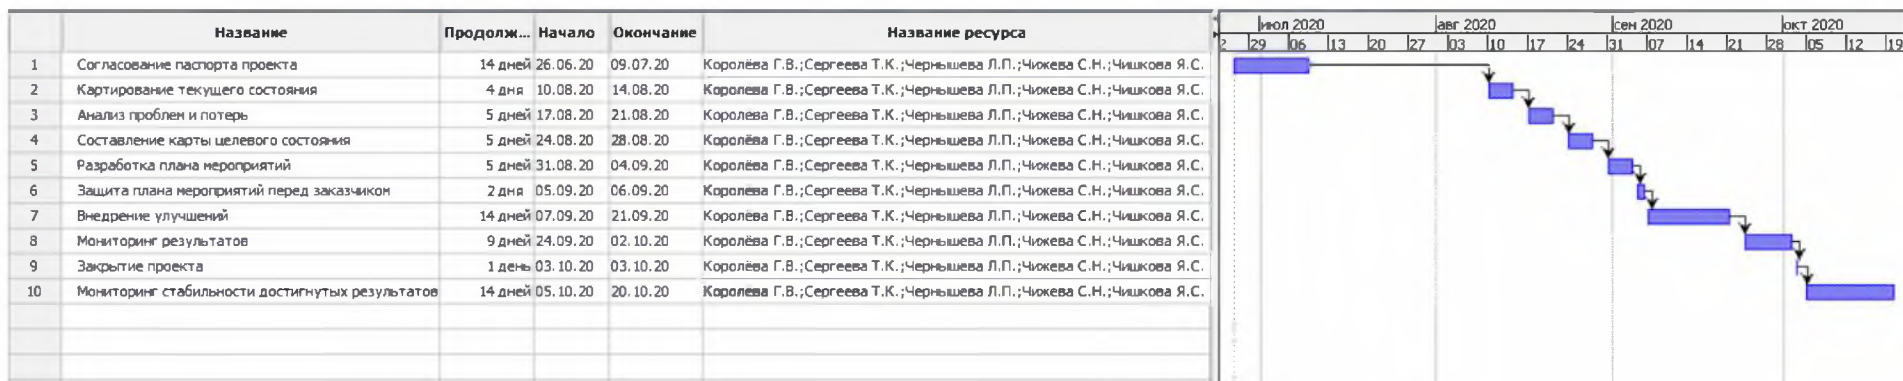 Название Продолж... Начало Окончание Название ресурса
июл 2020 авг 2020 сен 2020 окт 2020
2 29 06 13 20 27 03 10 17 24 31 07 14 21 28 05 12 19
1 Согласование паспорта проекта 14 дней 26.06.20 09.07.20 Королёва Г.В.;Сергеева Т.К.;Чернышева Л.П.;Чижева С.Н.;Чишкова Я.С.
2 Картирование текущего состояния 4 дня 10.08.20 14.08.20 Королёва Г.В.;Сергеева Т.К.;Чернышева Л.П.;Чижева С.Н.;Чишкова Я.С.
3 Анализ проблем и потерь 5 дней 17.08.20 21.08.20 Королёва Г.В.;Сергеева Т.К.;Чернышева Л.П.;Чижева С.Н.;Чишкова Я.С.
4 Составление карты целевого состояния 5 дней 24.08.20 28.08.20 Королёва Г.В.;Сергеева Т.К.;Чернышева Л.П.;Чижева С.Н.;Чишкова Я.С.
5 Разработка плана мероприятий 5 дней 31.08.20 04.09.20 Королёва Г.В.;Сергеева Т.К.;Чернышева Л.П.;Чижева С.Н.;Чишкова Я.С.
6 Защита плана мероприятий перед заказчиком 2 дня 05.09.20 06.09.20 Королёва Г.В.;Сергеева Т.К.;Чернышева Л.П.;Чижева С.Н.;Чишкова Я.С.
7 Внедрение улучшений 14 дней 07.09.20 21.09.20 Королёва Г.В.;Сергеева Т.К.;Чернышева Л.П.;Чижева С.Н.;Чишкова Я.С.
8 Мониторинг результатов 9 дней 24.09.20 02.10.20 Королёва Г.В.;Сергеева Т.К.;Чернышева Л.П.;Чижева С.Н.;Чишкова Я.С.
9 Закрытие проекта 1 день 03.10.20 03.10.20 Королёва Г.В.;Сергеева Т.К.;Чернышева Л.П.;Чижева С.Н.;Чишкова Я.С.
10 Мониторинг стабильности достигнутых результатов 14 дней 05.10.20 20.10.20 Королева Г.В.;Сергеева Т.К.;Чернышева Л.П.;Чижева С.Н.;Чишкова Я.С.